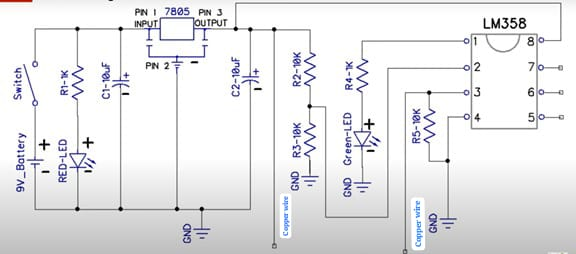 PIN 1 7805 PIN 3
INPUT OUTPUT
PIN 2
Switch
R1-1K
C1-10uF
C2-10uF
R2-10K
R4-1K
LM358
1
8
2
7
3
6
4
5
9V_Battery
RED-LED
R3-10K
Green-LED
R5-10K
GND
GND
GND
GND
Copper wire
Copper wire
+
-
+
-
+
-
+
-
+
-
-